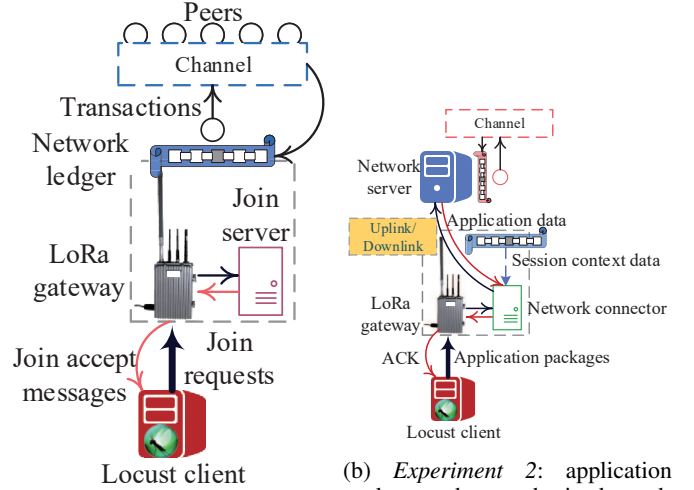 Peers
Channel
Transactions
Network
ledger
Join
server
LoRa
gateway
Join accept
messages
Join
requests
Locust client
Channel
Network
server
Application data
Uplink/
Downlink
Session context data
LoRa
gateway
Network connector
ACK
Application packages
Locust client
(b) Experiment 2: application